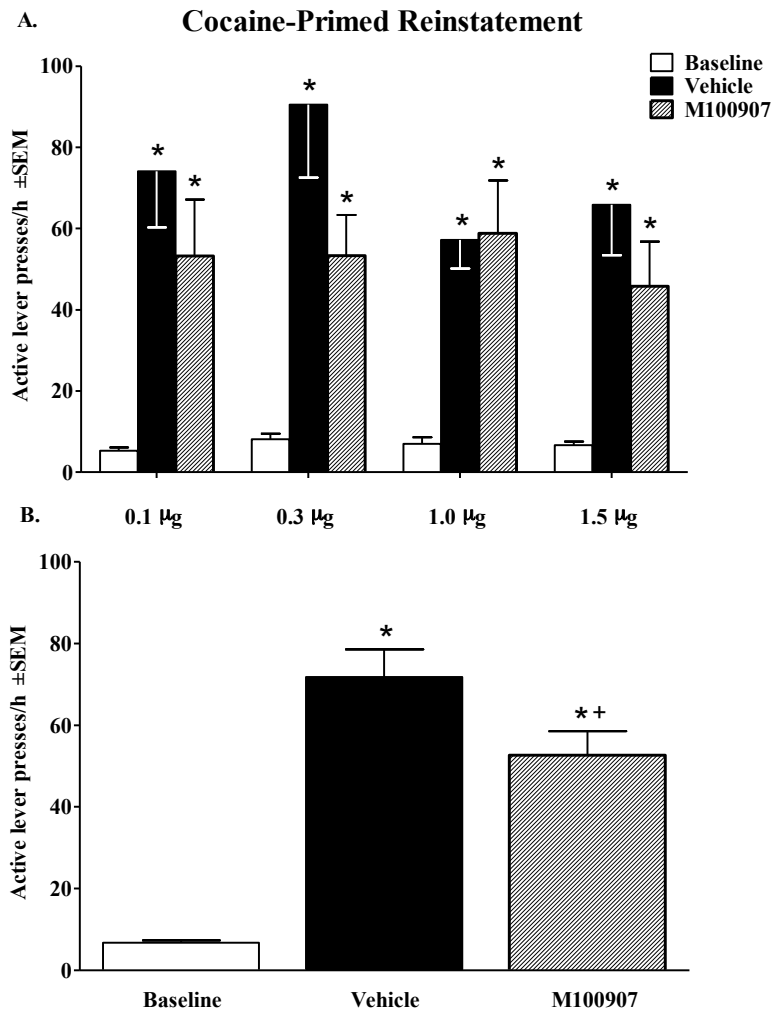 A.
Cocaine-Primed Reinstatement
Baseline
Vehicle
M100907
Active lever presses/h ±SEM
100
80
60
40
20
0
* * * * * * * *
0.1 µg 0.3 µg 1.0 µg 1.5 µg
B.
Active lever presses/h ±SEM
100
80
60
40
20
0
*
*+
Baseline Vehicle M100907